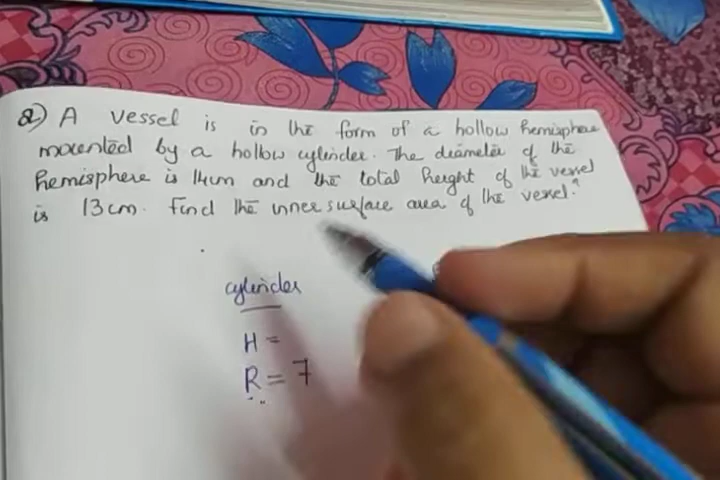 Q) A vessel is in the form of a hollow hemisphere
mounted by a hollow cylinder. The diameter of the
hemisphere is 14cm and the total height of the vessel
is 13cm. Find the inner surface area of the vessel?
cylinder
H =
R = 7